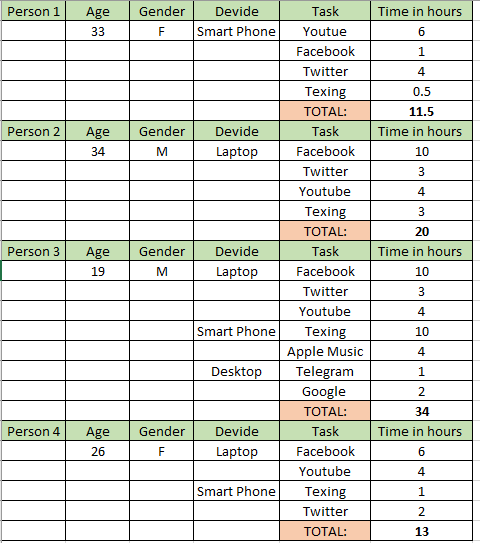 Person 1 Age Gender Devide Task Time in hours
33 F Smart Phone Youtue 6
Facebook 1
Twitter 4
Texing 0.5
TOTAL: 11.5
Person 2 Age Gender Devide Task Time in hours
34 M Laptop Facebook 10
Twitter 3
Youtube 4
Texing 3
TOTAL: 20
Person 3 Age Gender Devide Task Time in hours
19 M Laptop Facebook 10
Twitter 3
Youtube 4
Smart Phone Texing 10
Apple Music 4
Desktop Telegram 1
Google 2
TOTAL: 34
Person 4 Age Gender Devide Task Time in hours
26 F Laptop Facebook 6
Youtube 4
Smart Phone Texing 1
Twitter 2
TOTAL: 13